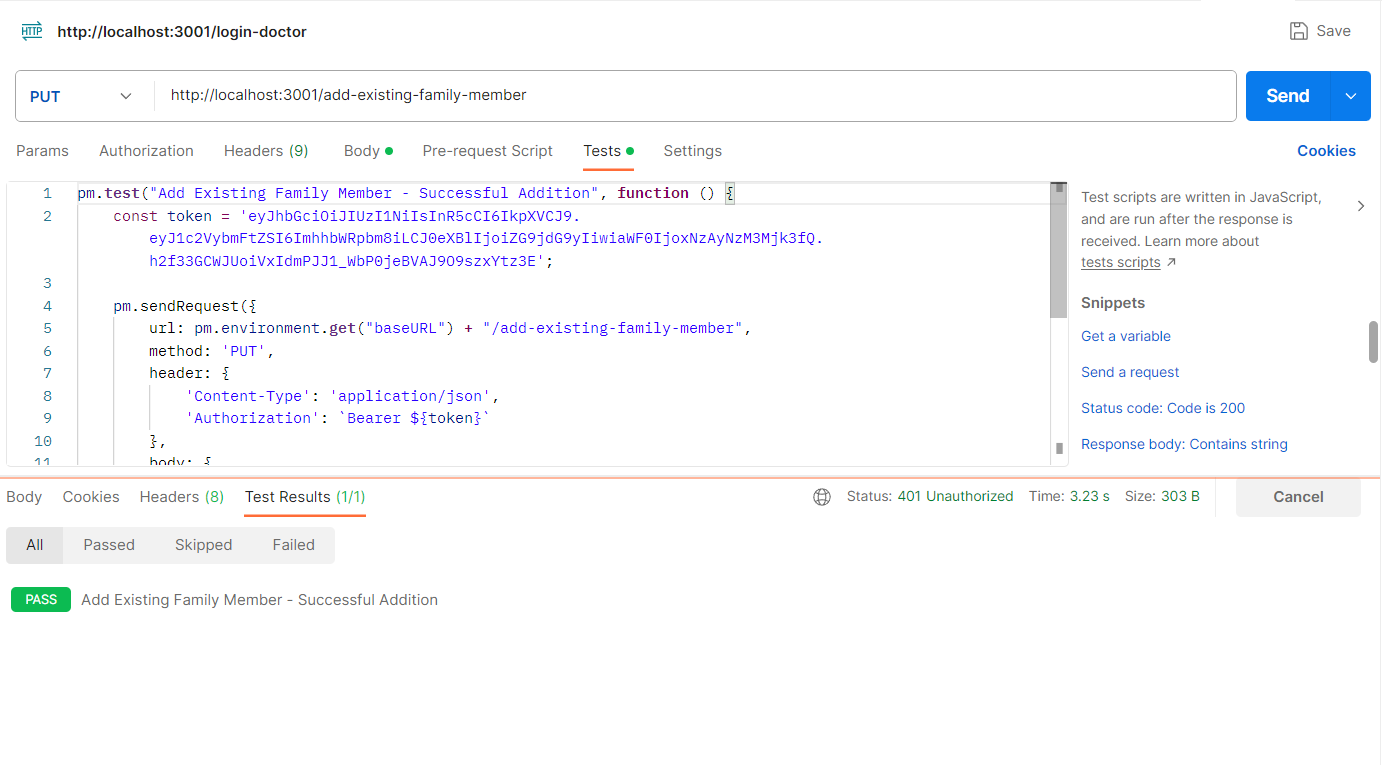 HTTP http://localhost:3001/login-doctor Save
PUT http://localhost:3001/add-existing-family-member Send
Params Authorization Headers (9) Body Pre-request Script Tests Settings Cookies
1 pm.test("Add Existing Family Member - Successful Addition", function () {
2 const token = 'eyJhbGciOiJIUzI1NiIsInR5cCI6IkpXVCJ9.
eyJ1c2VybmFtZSI6ImhhbWRpbm8iLCJ0eXBlIjoiZG9jdG9yIiwiaWF0IjoxNzAyNzM3Mjk3fQ.
h2f33GCWJUoiVxIdmPJJ1_WbP0jeBVAJ9O9szxYtz3E';
3
4 pm.sendRequest({
5 url: pm.environment.get("baseURL") + "/add-existing-family-member",
6 method: 'PUT',
7 header: {
8 'Content-Type': 'application/json',
9 'Authorization': `Bearer ${token}`
10 },
11 body: {
Test scripts are written in JavaScript,
and are run after the response is
received. Learn more about
tests scripts ↗
Snippets
Get a variable
Send a request
Status code: Code is 200
Response body: Contains string
Body Cookies Headers (8) Test Results (1/1) Status: 401 Unauthorized Time: 3.23 s Size: 303 B Cancel
All Passed Skipped Failed
PASS Add Existing Family Member - Successful Addition